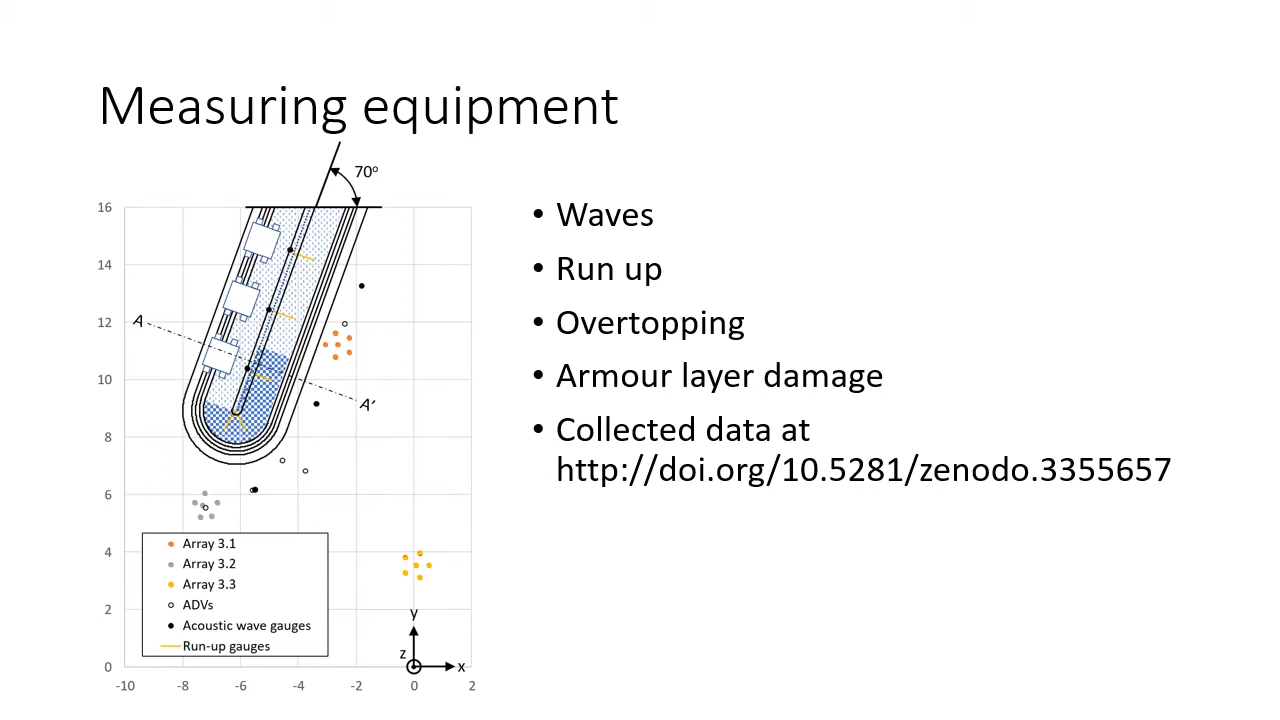 Measuring equipment
70º
16
14
12
10
8
6
4
2
0
-10 -8 -6 -4 -2 0 2
A
A'
Array 3.1
Array 3.2
Array 3.3
ADVs
Acoustic wave gauges
Run-up gauges
y
z
x
• Waves
• Run up
• Overtopping
• Armour layer damage
• Collected data at
http://doi.org/10.5281/zenodo.3355657